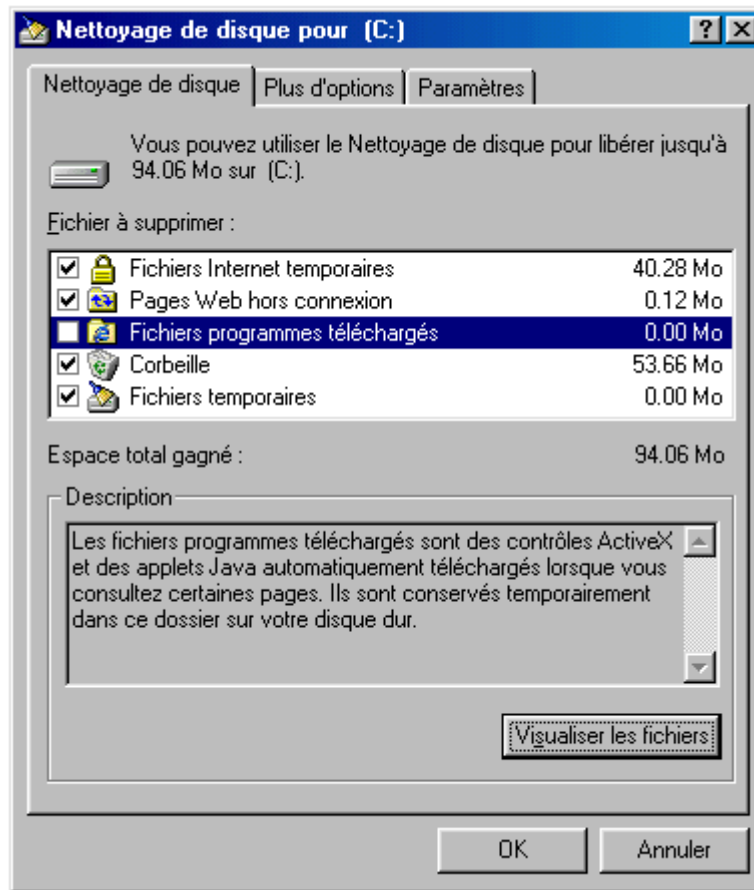 Nettoyage de disque pour (C:)
Nettoyage de disque Plus d'options Paramètres
Vous pouvez utiliser le Nettoyage de disque pour libérer jusqu'à
94.06 Mo sur (C:).
Fichier à supprimer :
Fichiers Internet temporaires 40.28 Mo
Pages Web hors connexion 0.12 Mo
Fichiers programmes téléchargés 0.00 Mo
Corbeille 53.66 Mo
Fichiers temporaires 0.00 Mo
Espace total gagné : 94.06 Mo
Description
Les fichiers programmes téléchargés sont des contrôles ActiveX
et des applets Java automatiquement téléchargés lorsque vous
consultez certaines pages. Ils sont conservés temporairement
dans ce dossier sur votre disque dur.
Visualiser les fichiers
OK Annuler